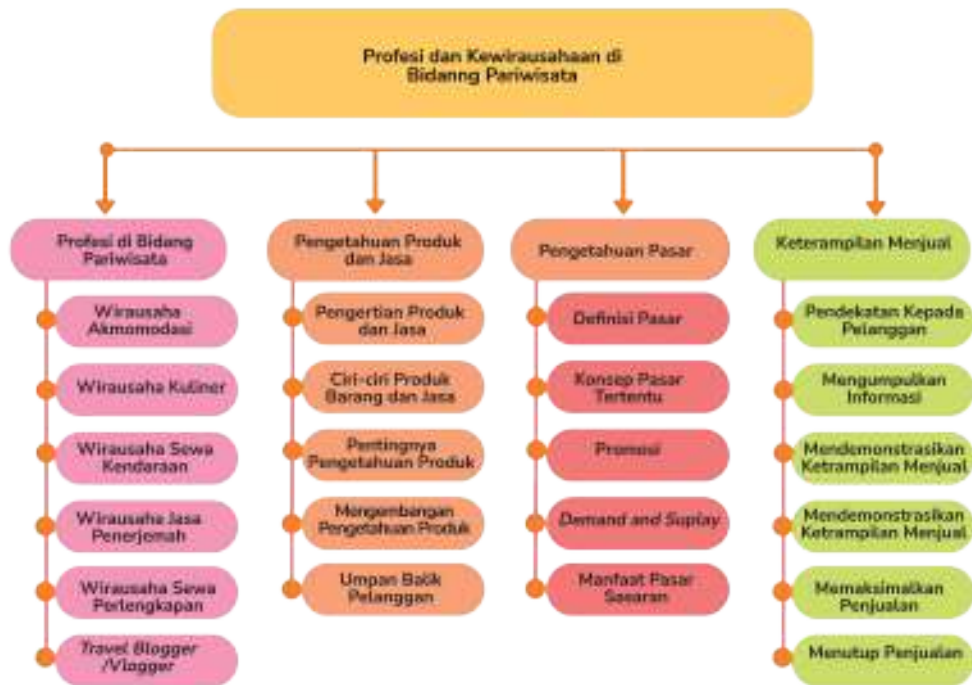 Profesi dan Kewirausahaan di
Bidanng Pariwisata
Profesi di Bidang
Pariwisata
Wirausaha
Akmomodasi
Wirausaha Kuliner
Wirausaha Sewa
Kendaraan
Wirausaha Jasa
Penerjemah
Wirausaha Sewa
Perlengkapan
Travel Blogger
/Vlogger
Pengetahuan Produk
dan Jasa
Pengertian Produk
dan Jasa
Ciri-ciri Produk
Barang dan Jasa
Pentingnya
Pengetahuan Produk
Mengembangan
Pengetahuan Produk
Umpan Balik
Pelanggan
Pengetahuan Pasar
Definisi Pasar
Konsep Pasar
Tertentu
Promosi
Demand and Suplay
Manfaat Pasar
Sasaran
Keterampilan Menjual
Pendekatan Kepada
Pelanggan
Mengumpulkan
Informasi
Mendemonstrasikan
Ketrampilan Menjual
Mendemonstrasikan
Ketrampilan Menjual
Memaksimalkan
Penjualan
Menutup Penjualan